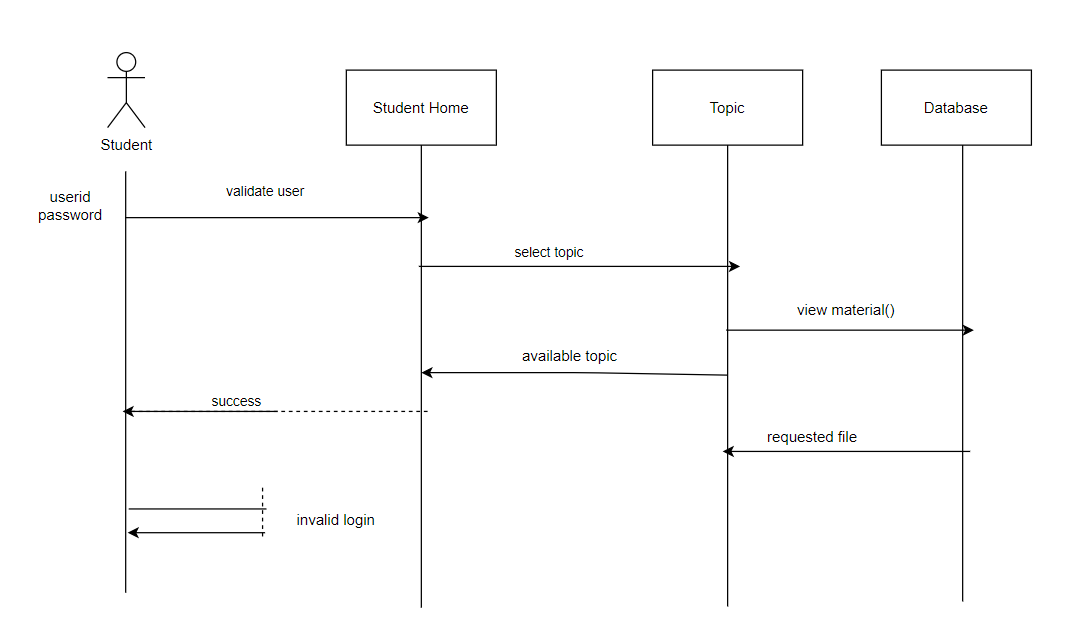 Student
Student Home
Topic
Database
userid
password
validate user
select topic
view material()
available topic
success
requested file
invalid login